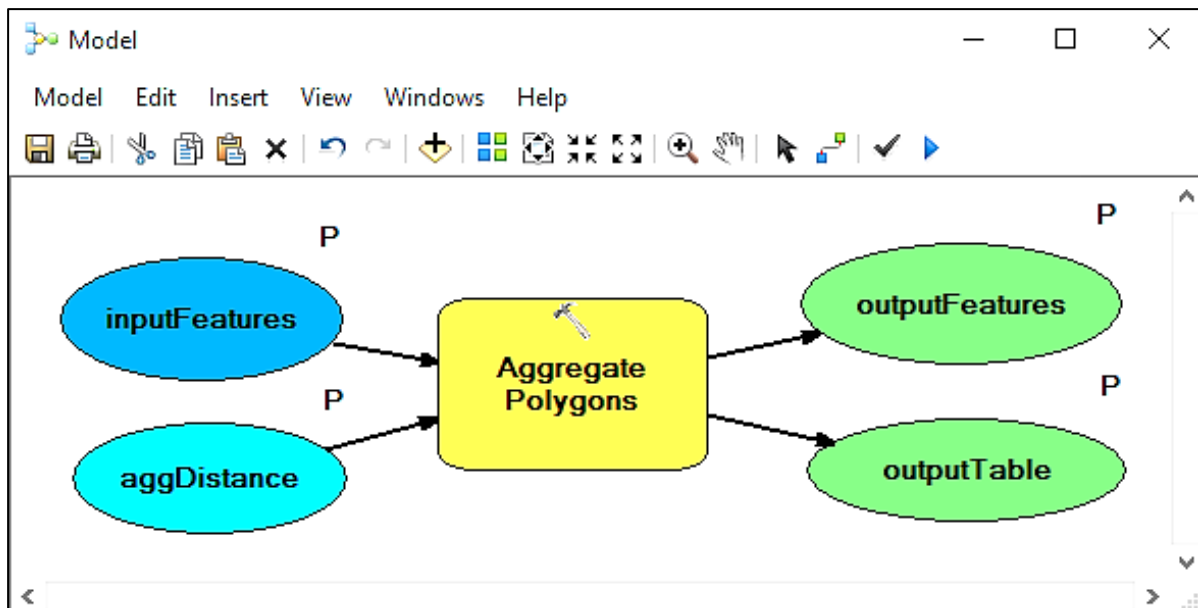 Model
Model Edit Insert View Windows Help
P
inputFeatures
P
aggDistance
Aggregate
Polygons
P
outputFeatures
P
outputTable